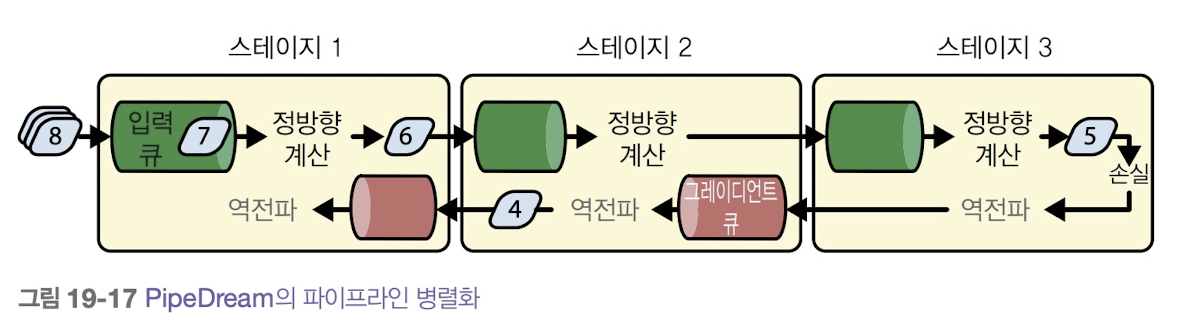 스테이지 1
스테이지 2
스테이지 3
8
입력
큐
7
정방향
계산
6
정방향
계산
정방향
계산
5
손실
역전파
4
역전파
그레이디언트
큐
역전파
그림 19-17 PipeDream의 파이프라인 병렬화